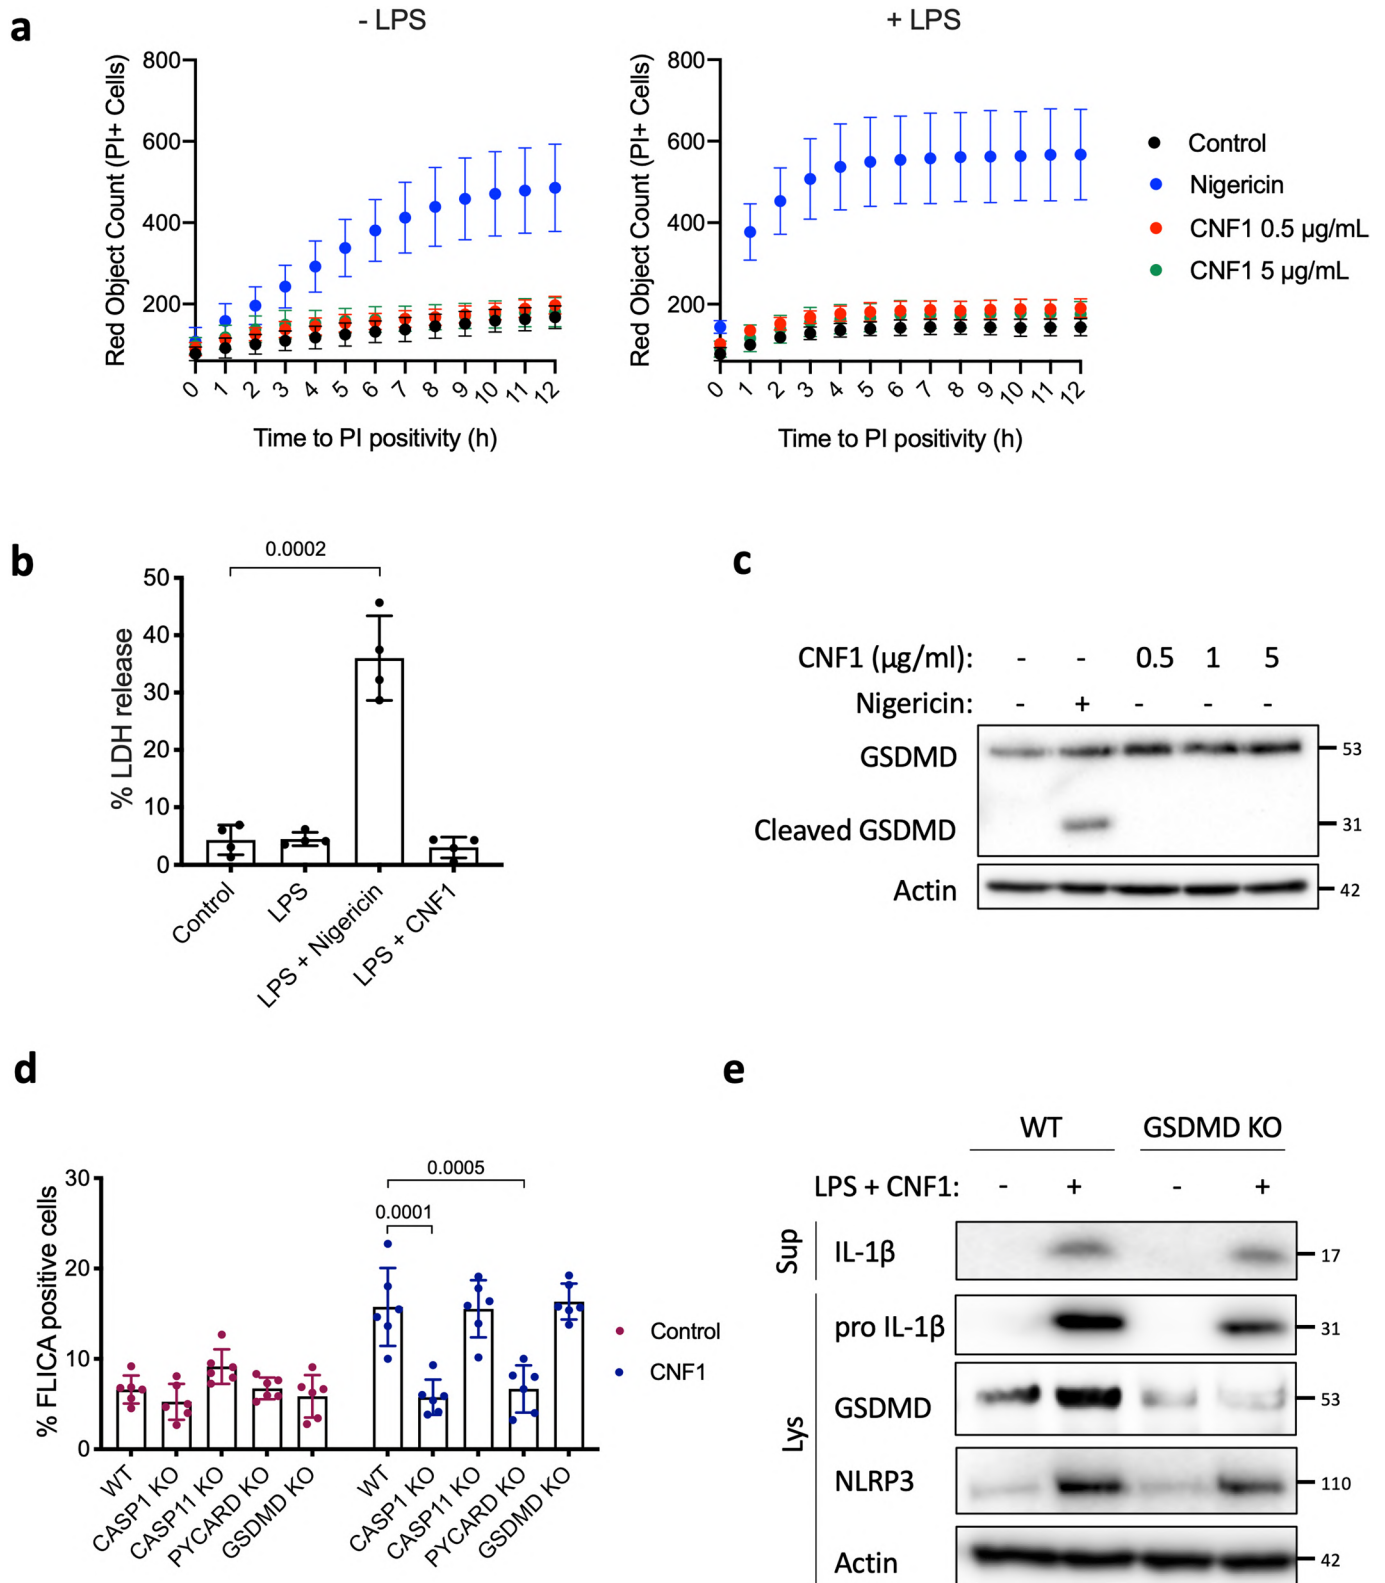 a
- LPS
+ LPS
Red Object Count (PI+ Cells)
800
600
400
200
0 1 2 3 4 5 6 7 8 9 10 11 12
Time to PI positivity (h)
Red Object Count (PI+ Cells)
800
600
400
200
0 1 2 3 4 5 6 7 8 9 10 11 12
Time to PI positivity (h)
Control
Nigericin
CNF1 0.5 µg/mL
CNF1 5 µg/mL
b
0.0002
% LDH release
50
40
30
20
10
0
Control
LPS
LPS + Nigericin
LPS + CNF1
c
CNF1 (µg/ml): - - 0.5 1 5
Nigericin: - + - - -
GSDMD 53
Cleaved GSDMD 31
Actin 42
d
0.0005
0.0001
% FLICA positive cells
30
20
10
0
WT
CASP1 KO
CASP11 KO
PYCARD KO
GSDMD KO
WT
CASP1 KO
CASP11 KO
PYCARD KO
GSDMD KO
Control
CNF1
e
WT GSDMD KO
LPS + CNF1: - + - +
Sup
IL-1β 17
Lys
pro IL-1β 31
GSDMD 53
NLRP3 110
Actin 42